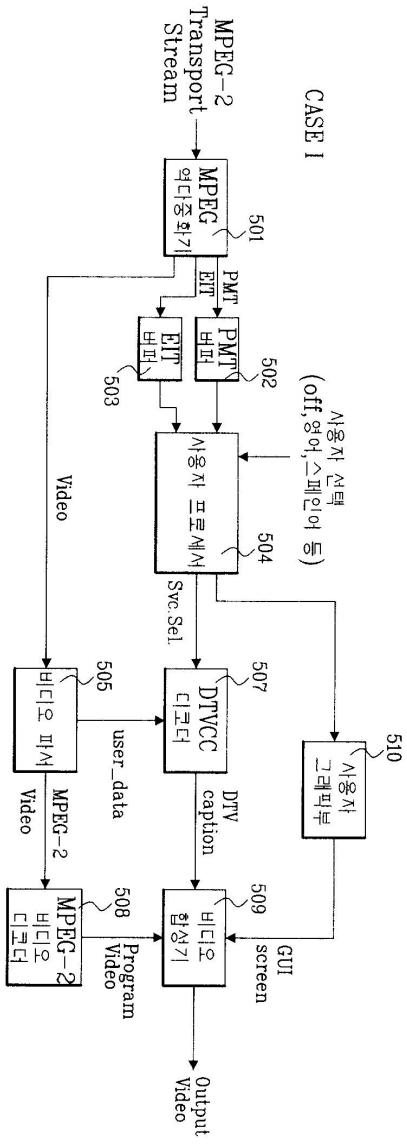 CASE I
MPEG-2
Transport
Stream
501
MPEG
역다중화기
PMT
EIT
502
PMT
버퍼
503
EIT
버퍼
사용자 선택
(off,영어,스페인어 등)
504
사용자 프로세서
Svc.Sel.
510
사용자
그래픽부
GUI
screen
507
DTVCC
디코더
DTV
caption
509
비디오
합성기
Output
Video
Video
505
비디오 파서
user_data
MPEG-2
Video
508
MPEG-2
비디오
디코더
Program
Video